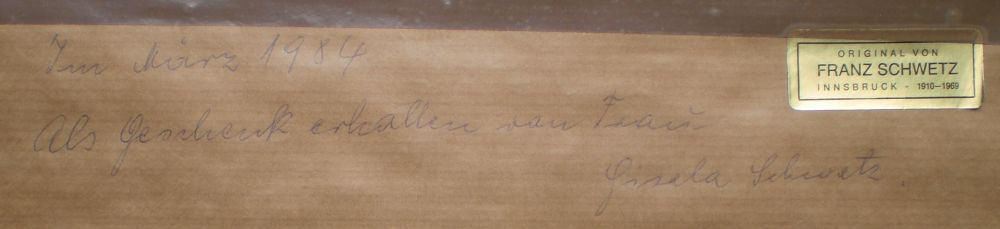 Im März 1984
ORIGINAL VON
FRANZ SCHWETZ
INNSBRUCK - 1910-1969
Als Geschenk erhalten von Frau
Gisela Schwetz.